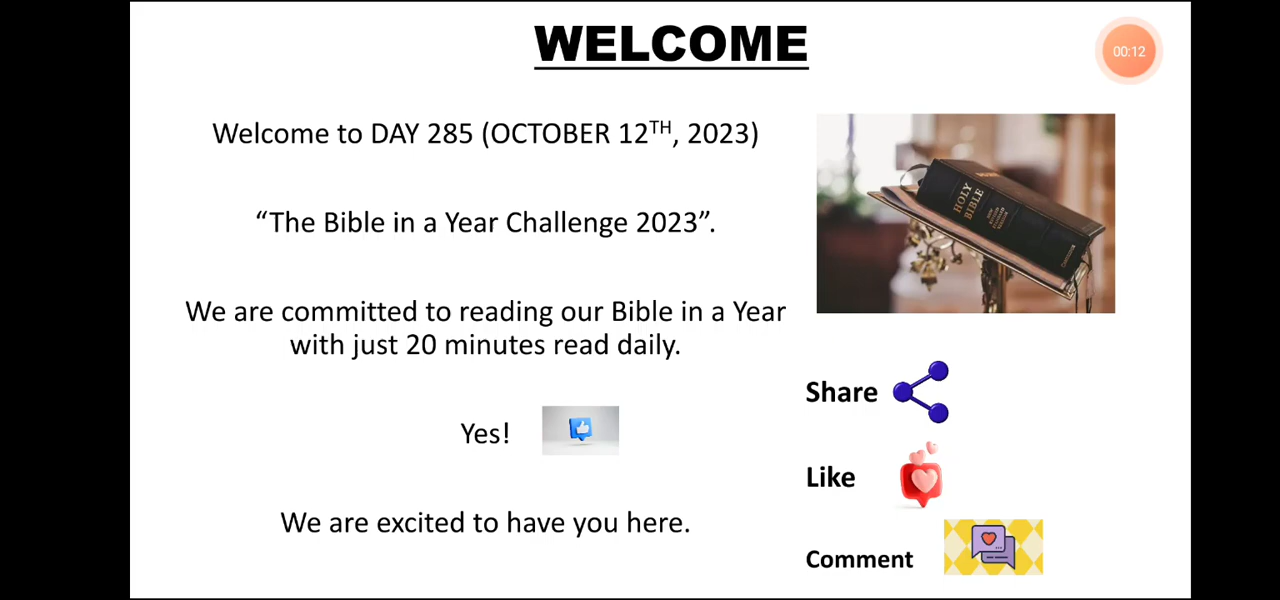 WELCOME
00:12
Welcome to DAY 285 (OCTOBER 12TH, 2023)
“The Bible in a Year Challenge 2023”.
We are committed to reading our Bible in a Year
with just 20 minutes read daily.
Yes!
We are excited to have you here.
HOLY
BIBLE
Share
Like
Comment